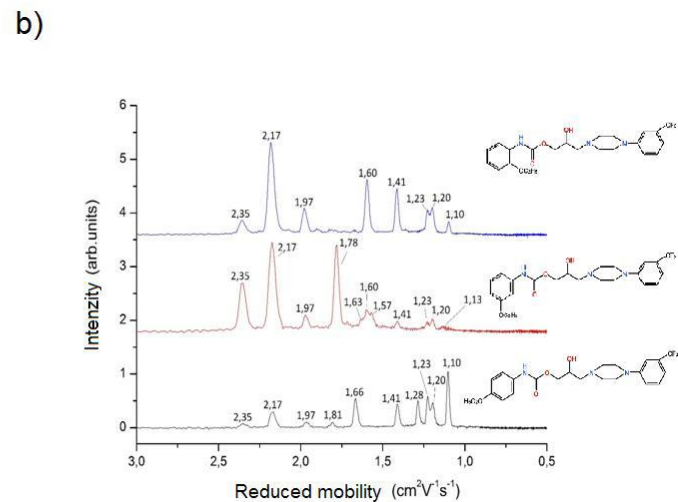 b)
6
5
4
3
2
1
0
Intenzity (arb.units)
2,35
2,17
1,97
1,60
1,41
1,23
1,20
1,10
2,35
2,17
1,97
1,78
1,63
1,60
1,57
1,41
1,23
1,20
1,13
2,35
2,17
1,97
1,81
1,66
1,41
1,28
1,23
1,20
1,10
3,0 2,5 2,0 1,5 1,0 0,5
Reduced mobility (cm²V⁻¹s⁻¹)
H
N
O
O
OH
N
N
O
OH
N
N
H
N
O
O
OH
N
N